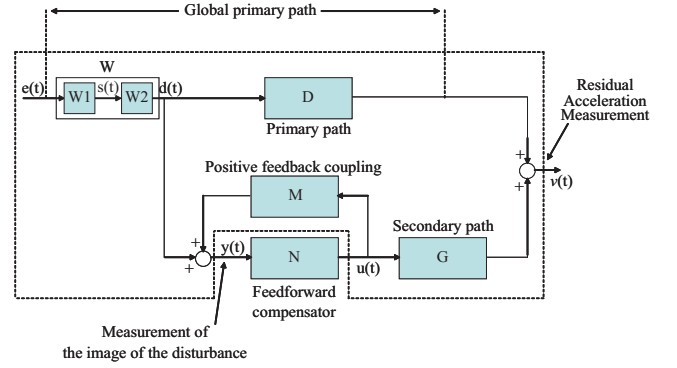 Global primary path
W
e(t)
W1
s(t)
W2
d(t)
D
Primary path
Residual
Acceleration
Measurement
+
+
v(t)
Positive feedback coupling
M
Secondary path
+
+
y(t)
N
u(t)
G
Feedforward
compensator
Measurement of
the image of the disturbance